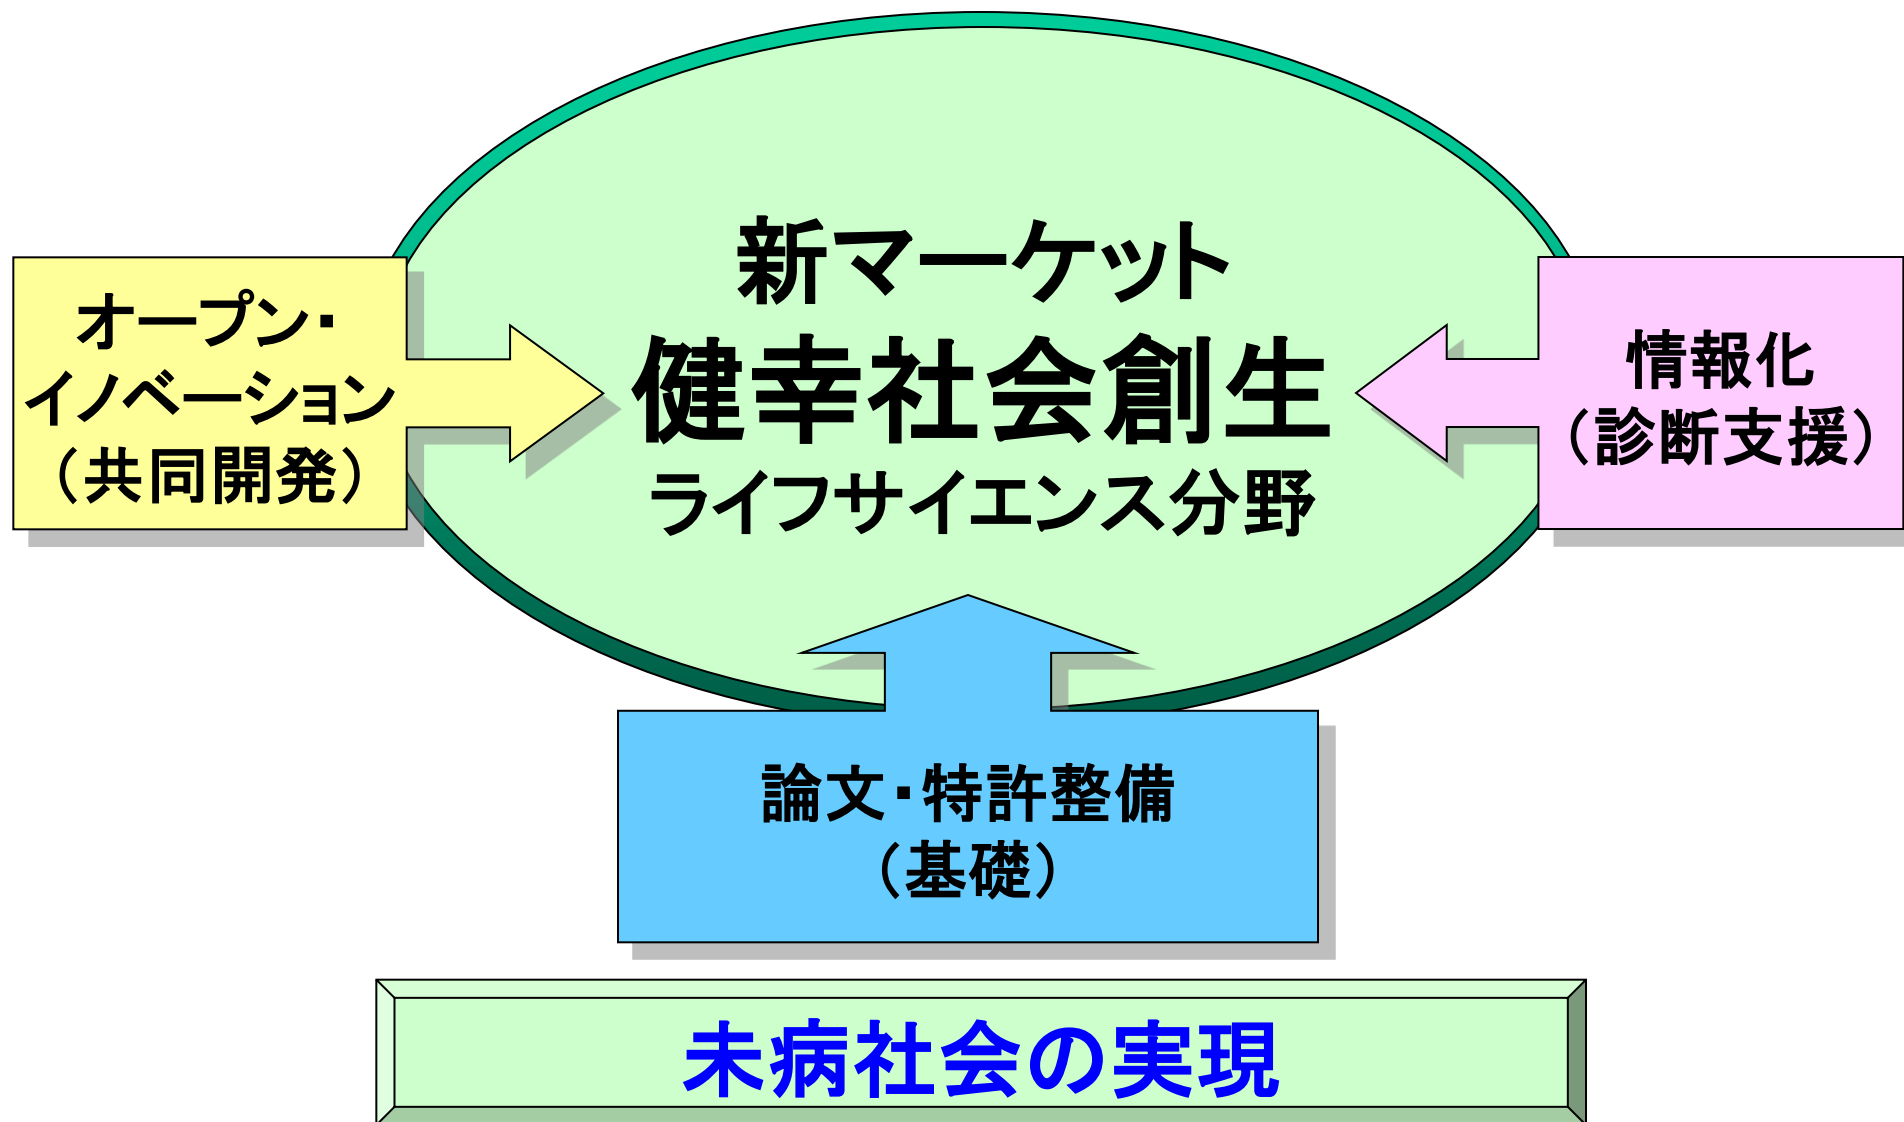 新マーケット
健幸社会創生
ライフサイエンス分野
オープン・
イノベーション
（共同開発）
情報化
（診断支援）
論文・特許整備
（基礎）
未病社会の実現